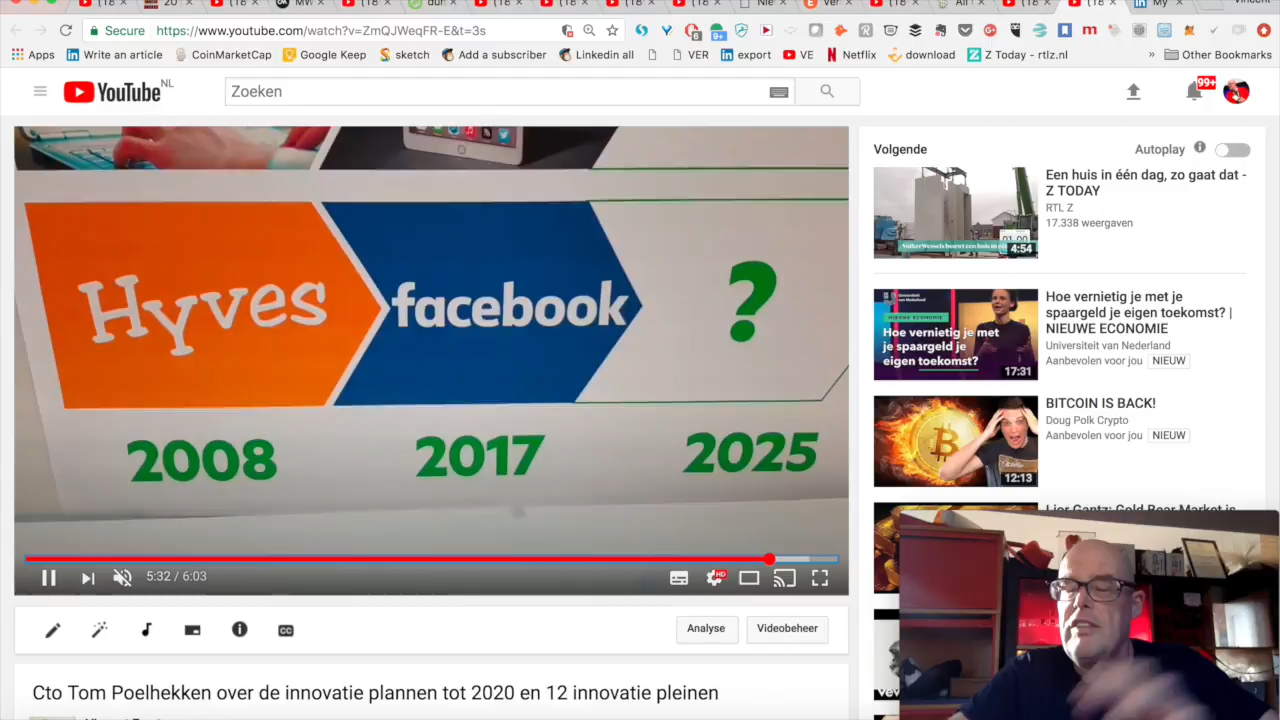 Secure https://www.youtube.com/watch?v=ZmQJWeqFR-E&t=3s
Apps Write an article CoinMarketCap Google Keep sketch Add a subscriber Linkedin all VER export VE Netflix download Z Today - rtlz.nl » Other Bookmarks
YouTube NL
Zoeken
99+
Hyves
facebook
?
2008
2017
2025
5:32 / 6:03
HD
Analyse
Videobeheer
Cto Tom Poelhekken over de innovatie plannen tot 2020 en 12 innovatie pleinen
Volgende
Autoplay
Een huis in één dag, zo gaat dat -
Z TODAY
RTL Z
17.338 weergaven
4:54
Hoe vernietig je met je
spaargeld je eigen toekomst? |
NIEUWE ECONOMIE
Universiteit van Nederland
Aanbevolen voor jou NIEUW
Hoe vernietig je met
je spaargeld je
eigen toekomst?
17:31
BITCOIN IS BACK!
Doug Polk Crypto
Aanbevolen voor jou NIEUW
12:13